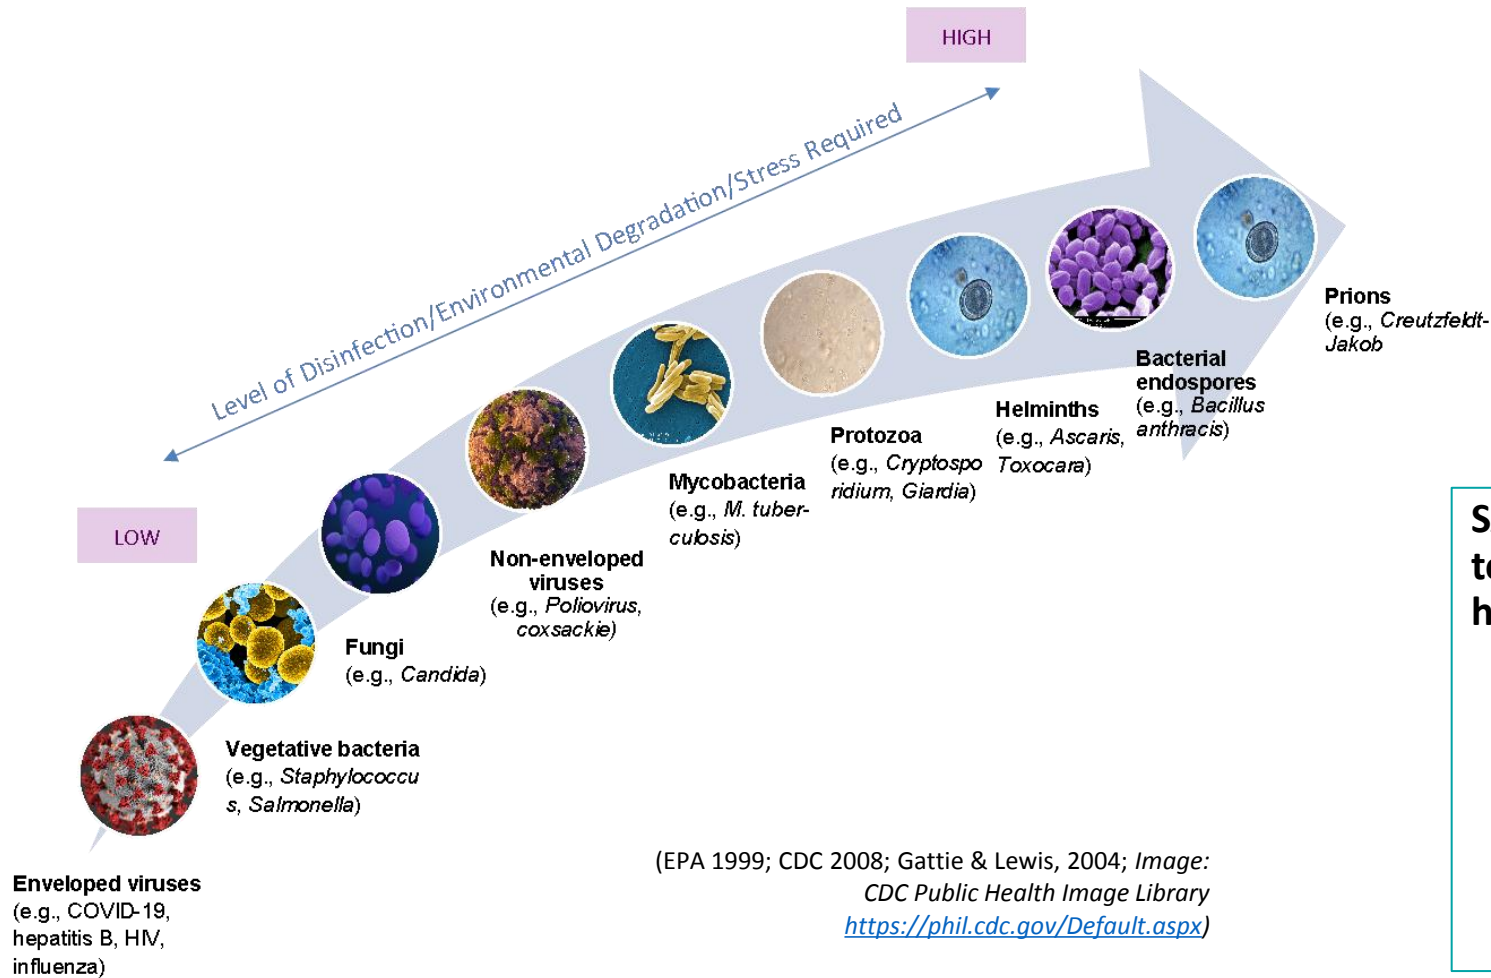 HIGH
Level of Disinfection/Environmental Degradation/Stress Required
LOW
Prions
(e.g., Creutzfeldt-
Jakob
Bacterial
endospores
(e.g., Bacillus
anthracis)
Helminths
(e.g., Ascaris,
Toxocara)
Protozoa
(e.g., Cryptospo
ridium, Giardia)
Mycobacteria
(e.g., M. tuber-
culosis)
Non-enveloped
viruses
(e.g., Poliovirus,
coxsackie)
Fungi
(e.g., Candida)
Vegetative bacteria
(e.g., Staphylococcu
s, Salmonella)
Enveloped viruses
(e.g., COVID-19,
hepatitis B, HIV,
influenza)
(EPA 1999; CDC 2008; Gattie & Lewis, 2004; Image:
CDC Public Health Image Library
https://phil.cdc.gov/Default.aspx)